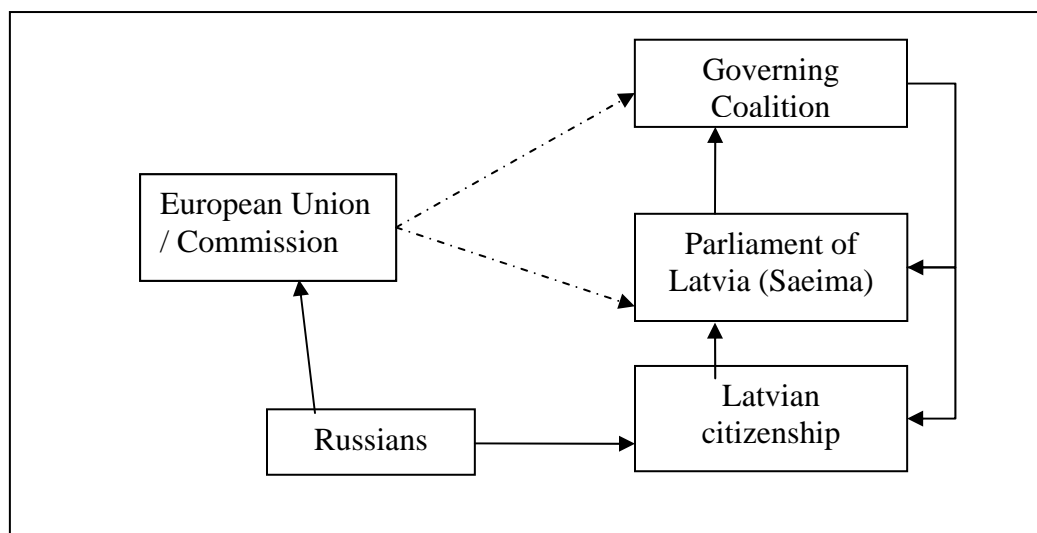 Governing
Coalition
European Union
/ Commission
Parliament of
Latvia (Saeima)
Latvian
citizenship
Russians